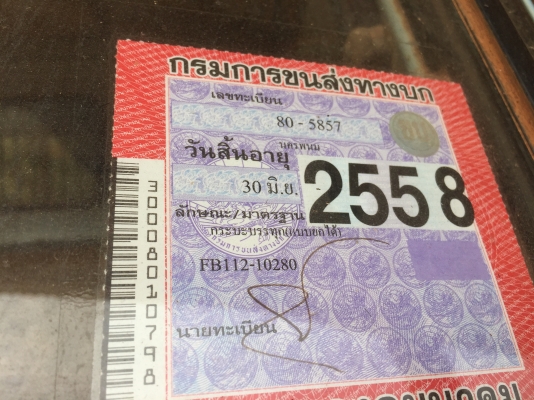 กรมการขนส่งทางบก
เลขทะเบียน
80 - 5857
นครพนม
วันสิ้นอายุ
30 มิ.ย. 2558
ลักษณะ/มาตรฐาน
กระบะบรรทุก(แบบยกได้)
FB112-10280
นายทะเบียน
30008010798